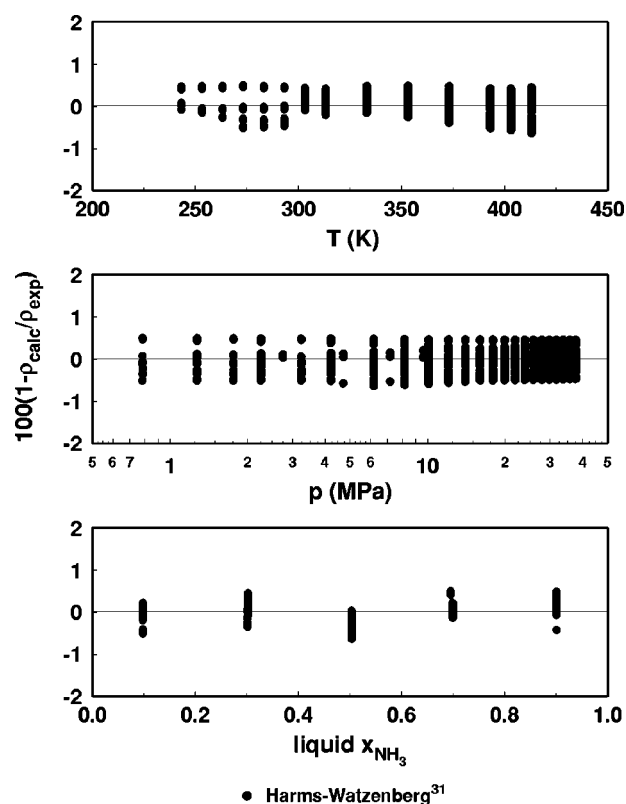 2
1
0
-1
-2
200 250 300 350 400 450
T (K)
100(1-ρcalc/ρexp)
2
1
0
-1
-2
5 6 7 1 2 3 4 5 6 10 2 3 4 5
p (MPa)
2
1
0
-1
-2
0.0 0.2 0.4 0.6 0.8 1.0
liquid xNH3
● Harms-Watzenberg31